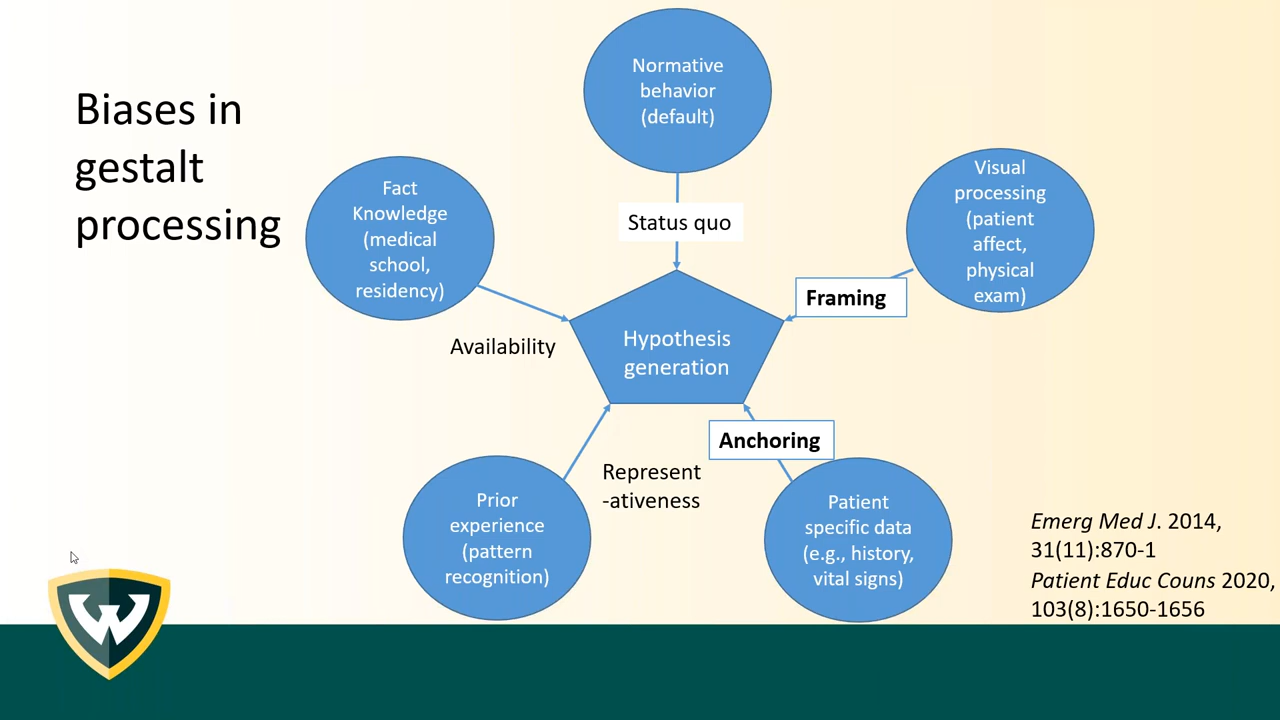 Biases in
gestalt
processing
Normative
behavior
(default)
Fact
Knowledge
(medical
school,
residency)
Visual
processing
(patient
affect,
physical
exam)
Status quo
Framing
Hypothesis
generation
Availability
Anchoring
Represent
-ativeness
Prior
experience
(pattern
recognition)
Patient
specific data
(e.g., history,
vital signs)
Emerg Med J. 2014,
31(11):870-1
Patient Educ Couns 2020,
103(8):1650-1656
W